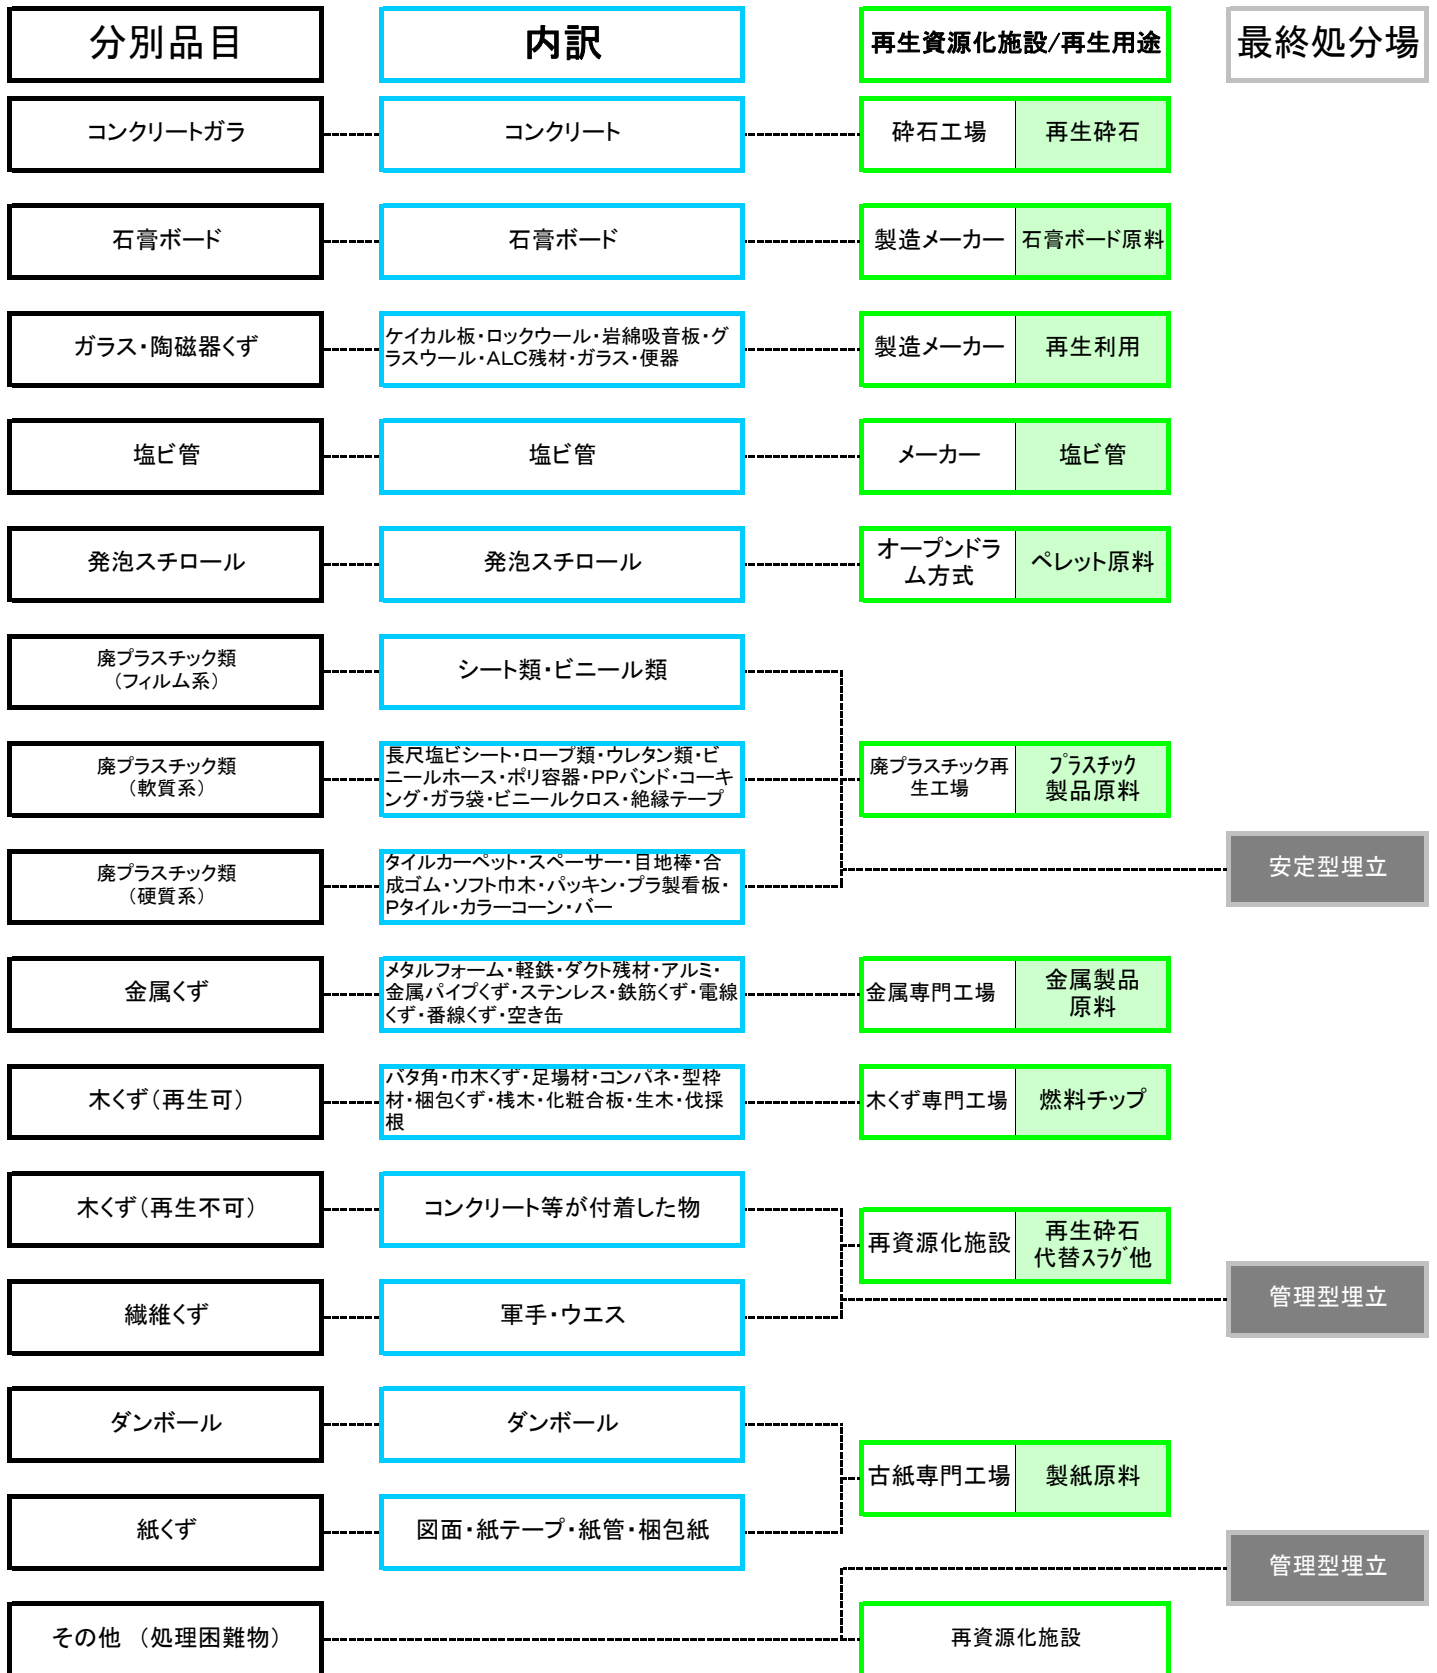 分別品目
内訳
再生資源化施設/再生用途
最終処分場
コンクリートガラ
コンクリート
砕石工場
再生砕石
石膏ボード
石膏ボード
製造メーカー
石膏ボード原料
ガラス・陶磁器くず
ケイカル板・ロックウール・岩綿吸音板・グ
ラスウール・ALC残材・ガラス・便器
製造メーカー
再生利用
塩ビ管
塩ビ管
メーカー
塩ビ管
発泡スチロール
発泡スチロール
オープンドラ
ム方式
ペレット原料
廃プラスチック類
（フィルム系）
シート類・ビニール類
廃プラスチック類
（軟質系）
長尺塩ビシート・ロープ類・ウレタン類・ビ
ニールホース・ポリ容器・PPバンド・コーキ
ング・ガラ袋・ビニールクロス・絶縁テープ
廃プラスチック再
生工場
プラスチック
製品原料
廃プラスチック類
（硬質系）
タイルカーペット・スペーサー・目地棒・合
成ゴム・ソフト巾木・パッキン・プラ製看板・
Pタイル・カラーコーン・バー
安定型埋立
金属くず
メタルフォーム・軽鉄・ダクト残材・アルミ・
金属パイプくず・ステンレス・鉄筋くず・電線
くず・番線くず・空き缶
金属専門工場
金属製品
原料
木くず（再生可）
バタ角・巾木くず・足場材・コンパネ・型枠
材・梱包くず・桟木・化粧合板・生木・伐採
根
木くず専門工場
燃料チップ
木くず（再生不可）
コンクリート等が付着した物
再資源化施設
再生砕石
代替スラグ他
管理型埋立
繊維くず
軍手・ウエス
ダンボール
ダンボール
古紙専門工場
製紙原料
紙くず
図面・紙テープ・紙管・梱包紙
管理型埋立
その他　（処理困難物）
再資源化施設